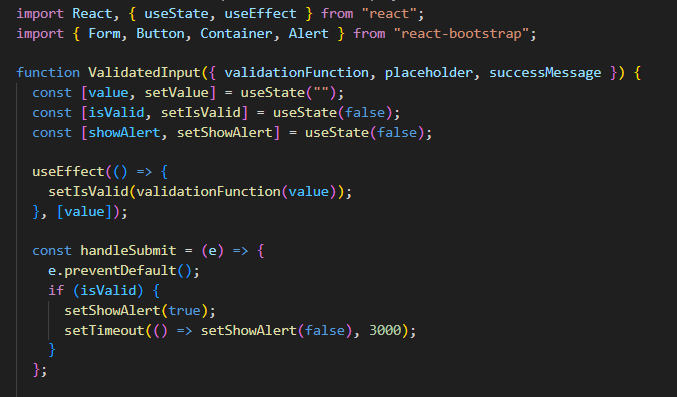 import React, { useState, useEffect } from "react";
import { Form, Button, Container, Alert } from "react-bootstrap";

function ValidatedInput({ validationFunction, placeholder, successMessage }) {
  const [value, setValue] = useState("");
  const [isValid, setIsValid] = useState(false);
  const [showAlert, setShowAlert] = useState(false);

  useEffect(() => {
    setIsValid(validationFunction(value));
  }, [value]);

  const handleSubmit = (e) => {
    e.preventDefault();
    if (isValid) {
      setShowAlert(true);
      setTimeout(() => setShowAlert(false), 3000);
    }
  };